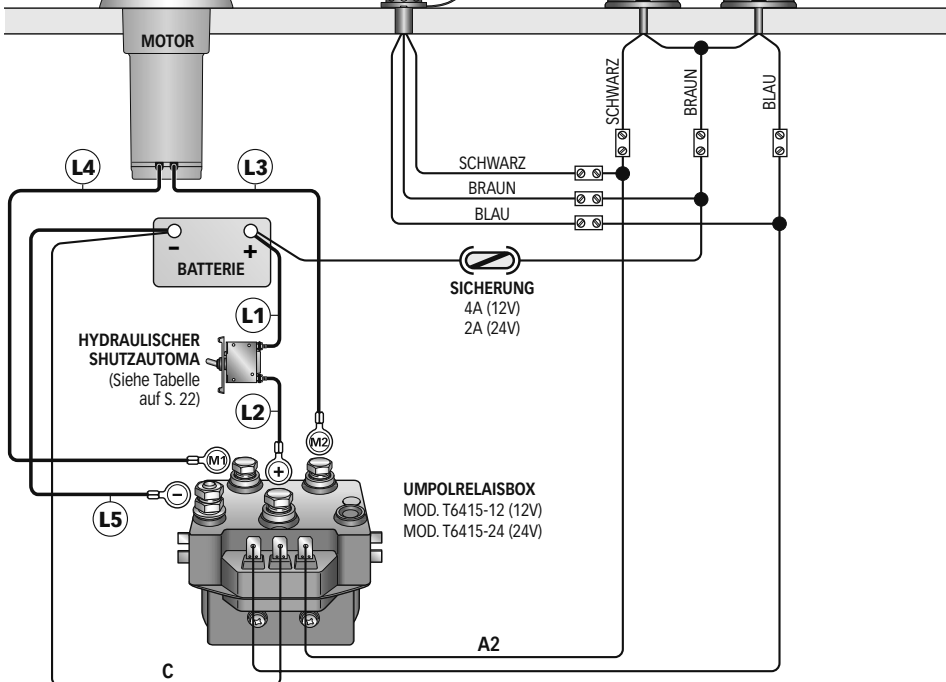 MOTOR
SCHWARZ
BRAUN
BLAU
L4
L3
SCHWARZ
BRAUN
BLAU
-
+
BATTERIE
SICHERUNG
4A (12V)
2A (24V)
L1
HYDRAULISCHER
SHUTZAUTOMA
(Siehe Tabelle
auf S. 22)
L2
M2
M1
+
-
L5
UMPOLRELAISBOX
MOD. T6415-12 (12V)
MOD. T6415-24 (24V)
A2
C